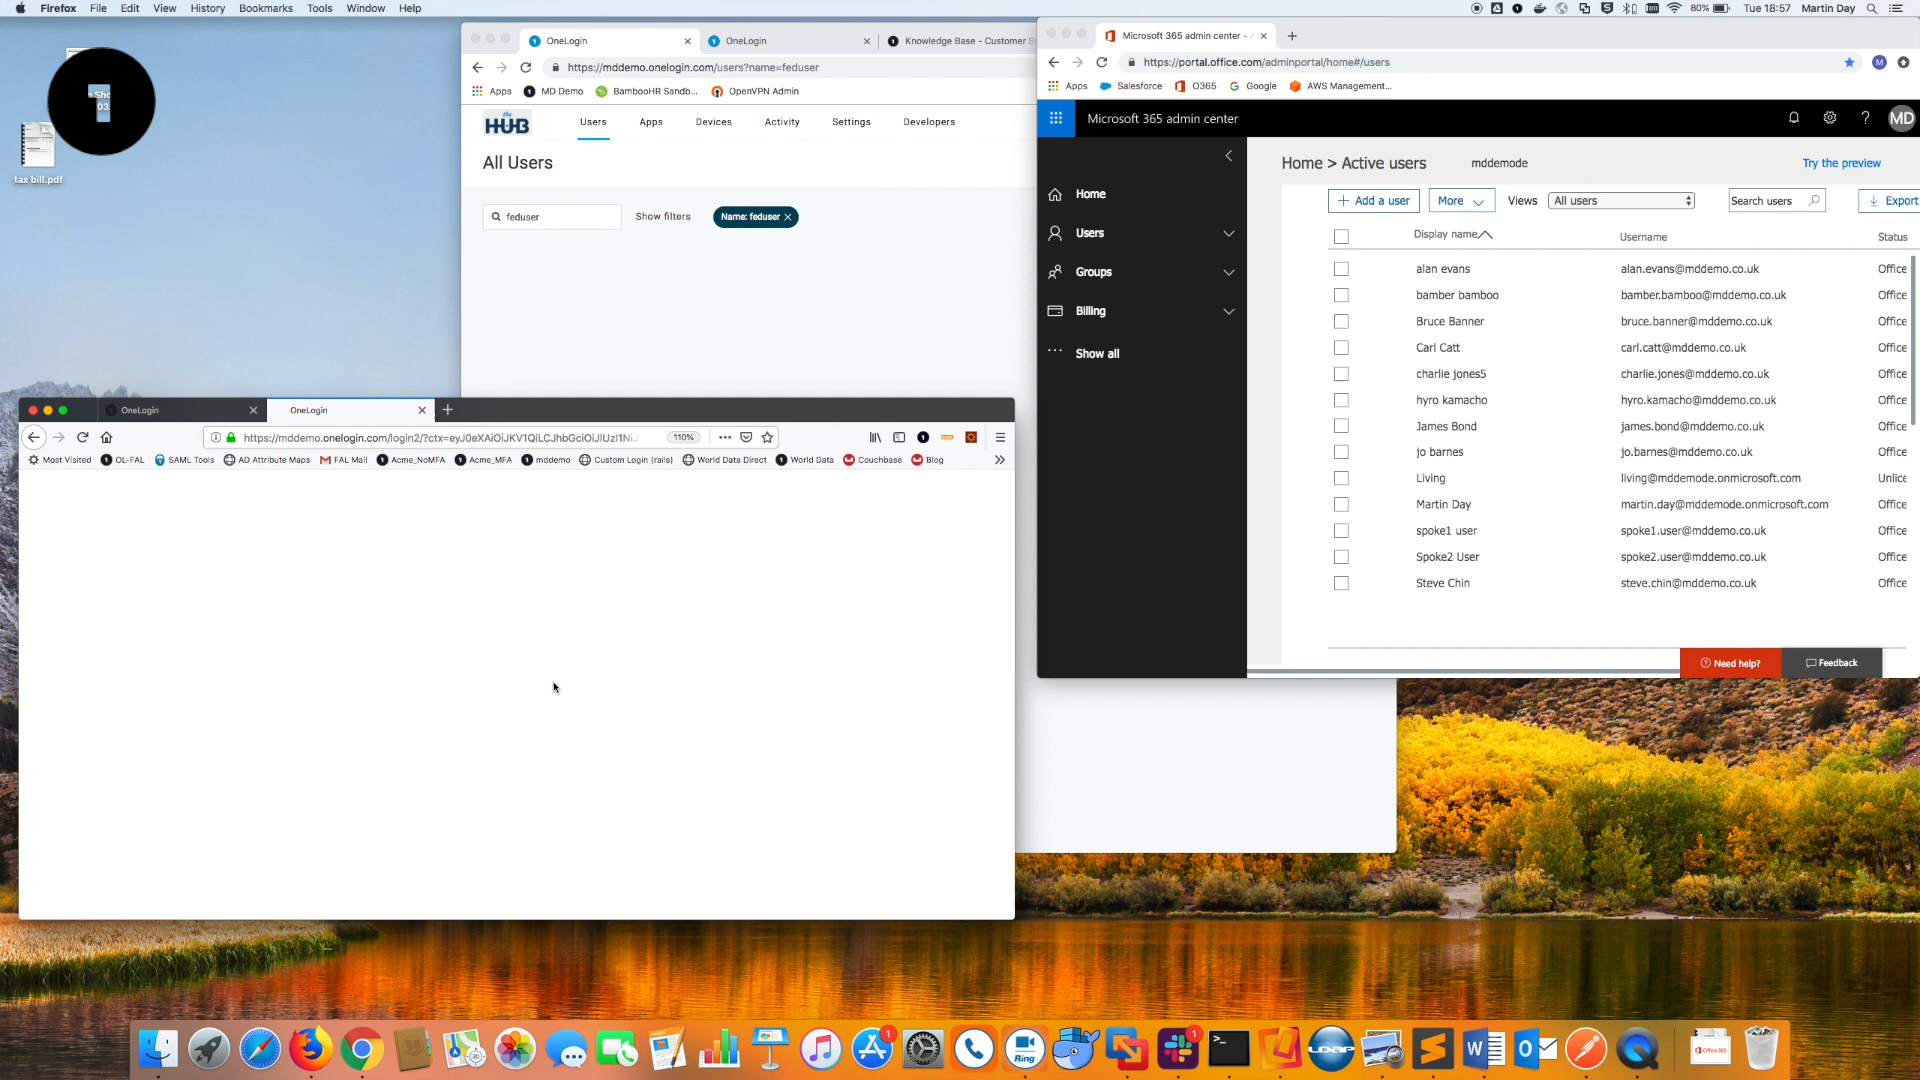 Firefox File Edit View History Bookmarks Tools Window Help
80% Tue 18:57 Martin Day
1
tax bill.pdf
OneLogin
OneLogin
Knowledge Base - Customer S
https://mddemo.onelogin.com/users?name=feduser
Apps MD Demo BambooHR Sandb... OpenVPN Admin
the HUB
Users Apps Devices Activity Settings Developers
All Users
feduser
Show filters
Name: feduser
Microsoft 365 admin center -
https://portal.office.com/adminportal/home#/users
Apps Salesforce O365 Google AWS Management...
Microsoft 365 admin center
MD
Home
Users
Groups
Billing
Show all
Home > Active users
mddemode
Try the preview
Add a user
More
Views
All users
Search users
Export
Display name Username Status
alan evans alan.evans@mddemo.co.uk Office
bamber bamboo bamber.bamboo@mddemo.co.uk Office
Bruce Banner bruce.banner@mddemo.co.uk Office
Carl Catt carl.catt@mddemo.co.uk Office
charlie jones5 charlie.jones@mddemo.co.uk Office
hyro kamacho hyro.kamacho@mddemo.co.uk Office
James Bond james.bond@mddemo.co.uk Office
jo barnes jo.barnes@mddemo.co.uk Office
Living living@mddemode.onmicrosoft.com Unlice
Martin Day martin.day@mddemode.onmicrosoft.com Office
spoke1 user spoke1.user@mddemo.co.uk Office
Spoke2 User spoke2.user@mddemo.co.uk Office
Steve Chin steve.chin@mddemo.co.uk Office
Need help?
Feedback
OneLogin
OneLogin
110%
Most Visited OL-FAL SAML Tools AD Attribute Maps FAL Mail Acme_NoMFA Acme_MFA mddemo Custom Login (rails) World Data Direct World Data Couchbase Blog
Ring